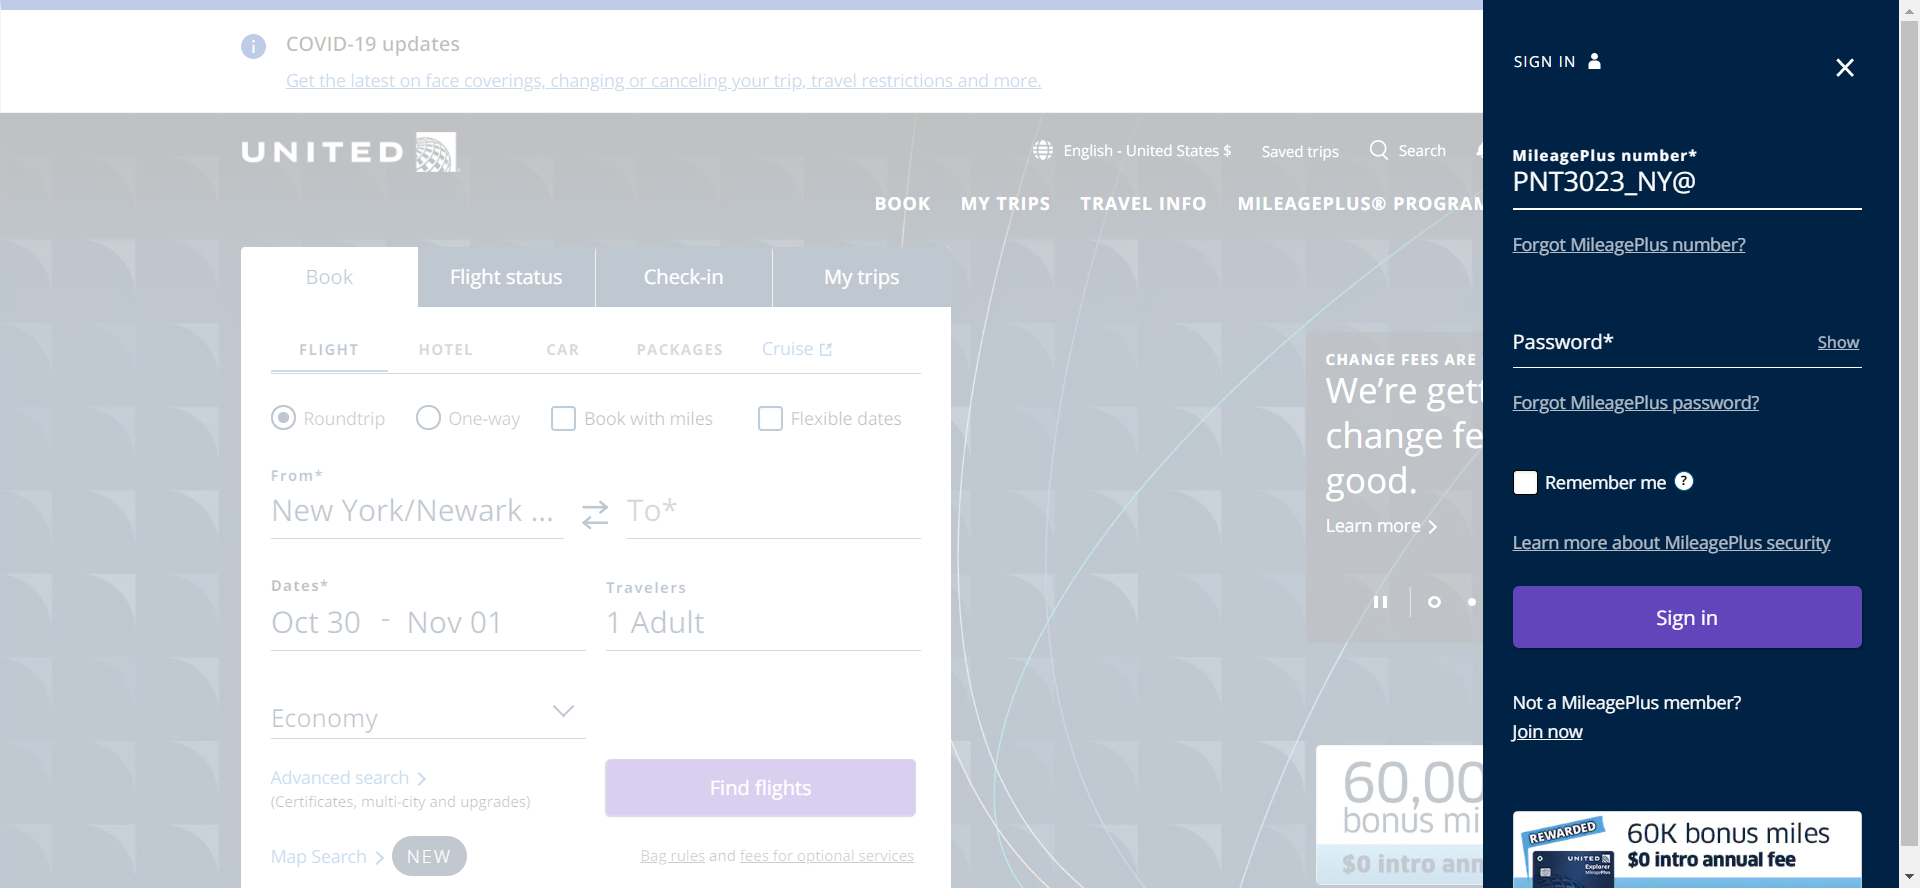 COVID-19 updates
Get the latest on face coverings, changing or canceling your trip, travel restrictions and more.
UNITED
English - United States $
Saved trips
Search
BOOK
MY TRIPS
TRAVEL INFO
MILEAGEPLUS® PROGRAM
Book
Flight status
Check-in
My trips
FLIGHT
HOTEL
CAR
PACKAGES
Cruise
Roundtrip
One-way
Book with miles
Flexible dates
From*
New York/Newark ...
To*
Dates*
Oct 30 - Nov 01
Travelers
1 Adult
Economy
Advanced search
(Certificates, multi-city and upgrades)
Find flights
Map Search
NEW
Bag rules and fees for optional services
CHANGE FEES ARE
We're gett
change fe
good.
Learn more
60,00
bonus mi
$0 intro ann
SIGN IN
MileagePlus number*
PNT3023_NY@
Forgot MileagePlus number?
Password*
Show
Forgot MileagePlus password?
Remember me ?
Learn more about MileagePlus security
Sign in
Not a MileagePlus member?
Join now
REWARDED
60K bonus miles
$0 intro annual fee
UNITED
Explorer
MileagePlus